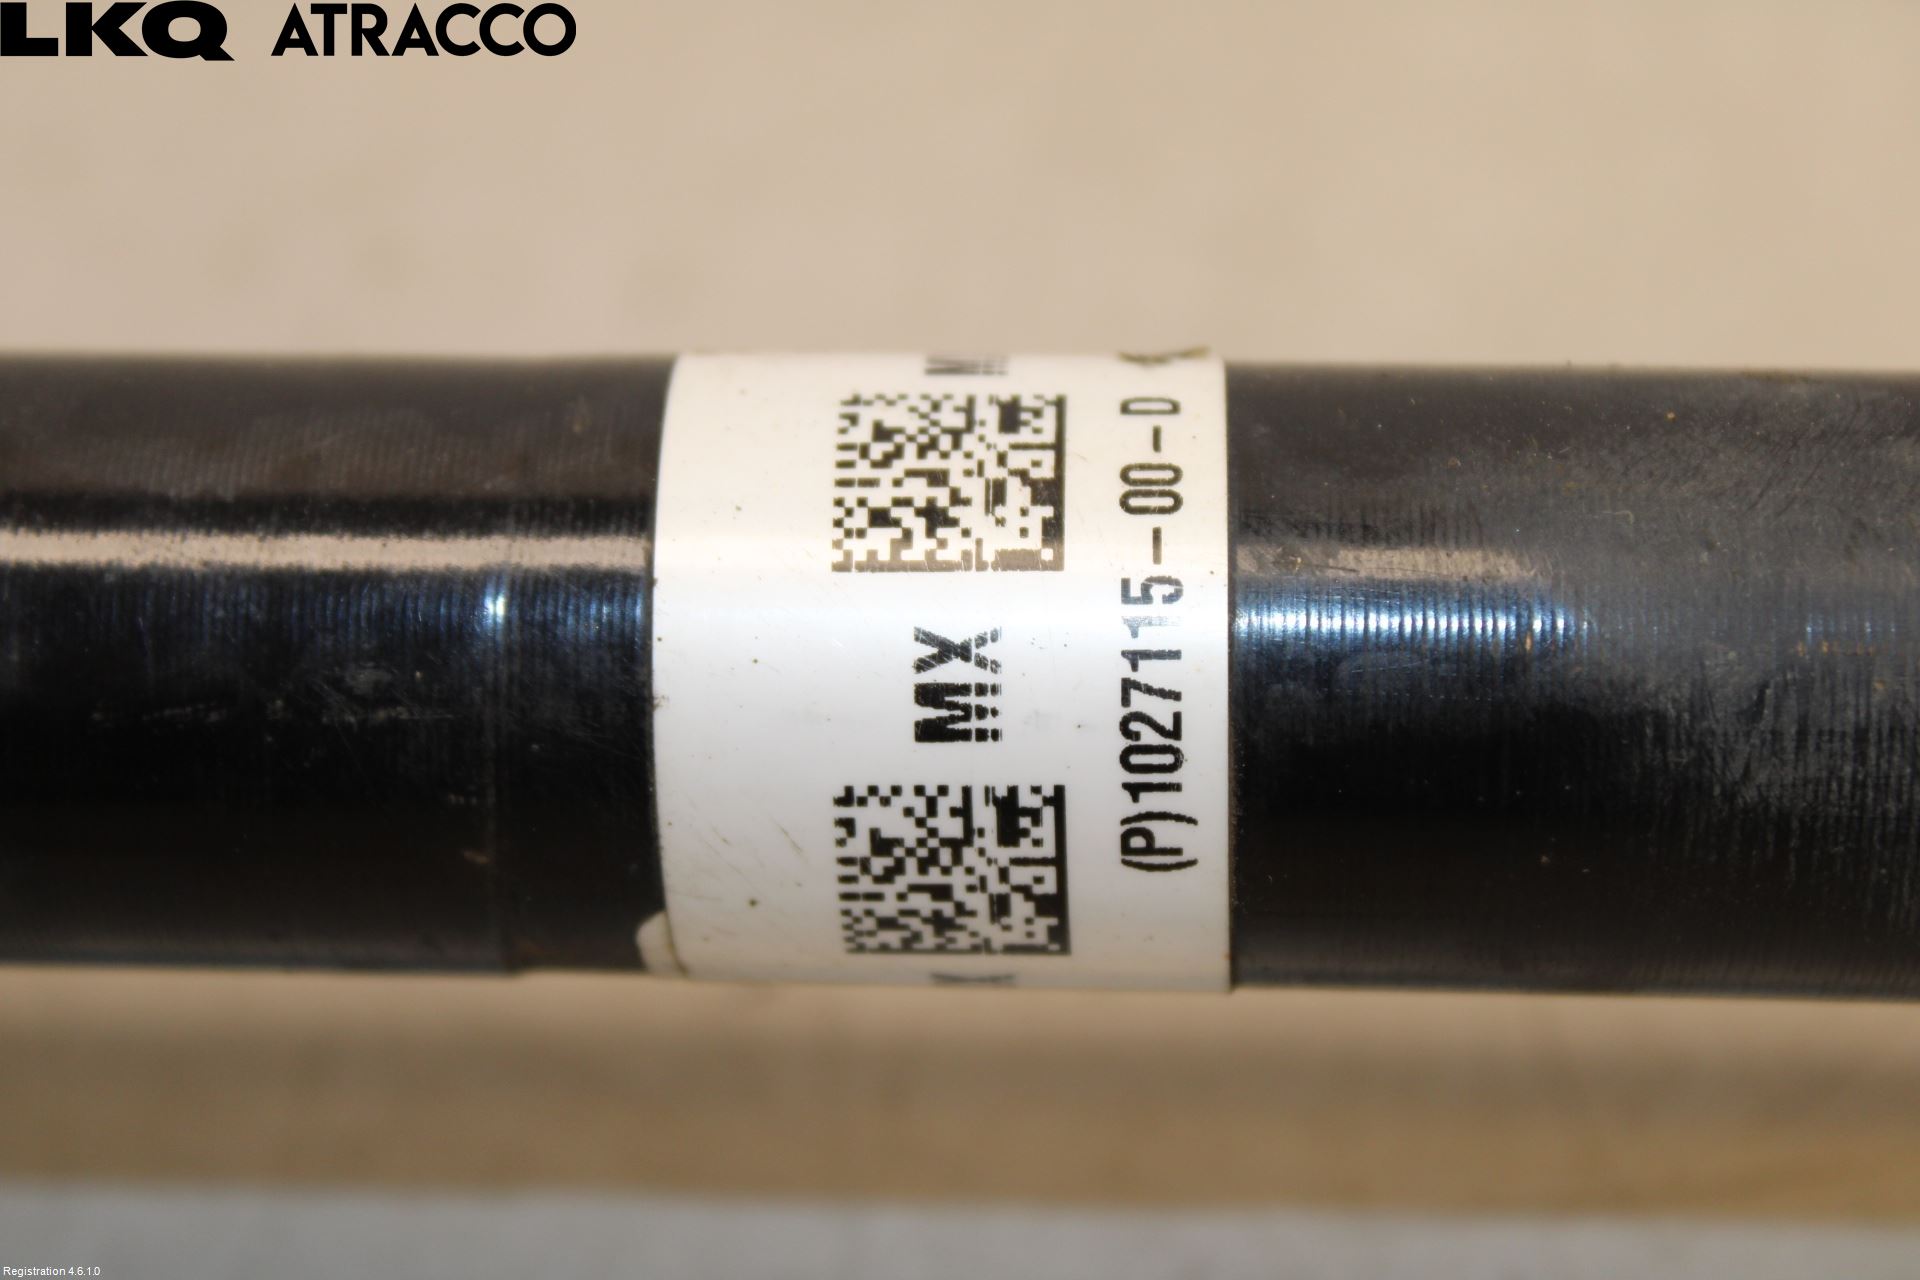 LKQ ATRACCO
MX
(P)1027115-00-D
Registration 4.6.1.0